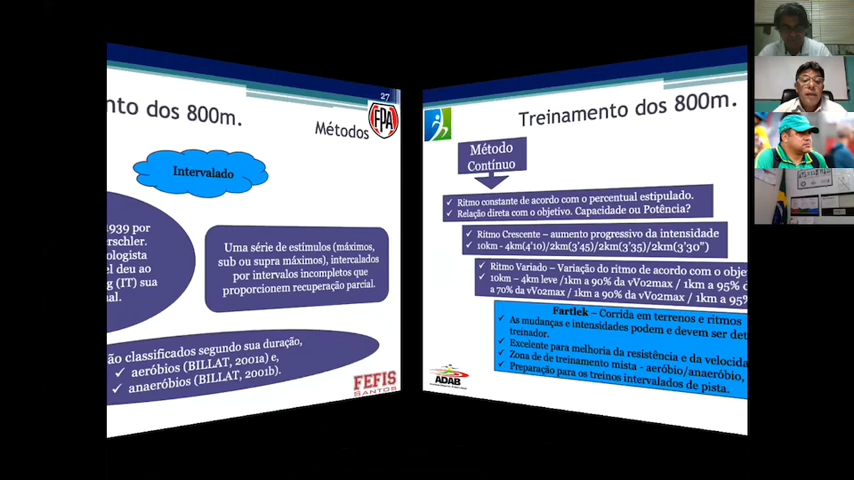 nto dos 800m.
27
Métodos
FPA
Intervalado
1939 por
erschler.
ologista
el deu ao
g (IT) sua
nal.
Uma série de estímulos (máximos,
sub ou supra máximos), intercalados
por intervalos incompletos que
proporcionem recuperação parcial.
ão classificados segundo sua duração,
✓ aeróbios (BILLAT, 2001a) e,
✓ anaeróbios (BILLAT, 2001b).
FEFIS
SANTOS
Treinamento dos 800m.
Método
Contínuo
✓ Ritmo constante de acordo com o percentual estipulado.
✓ Relação direta com o objetivo. Capacidade ou Potência?
✓ Ritmo Crescente – aumento progressivo da intensidade
✓ 10km - 4km(4'10)/2km(3'45)/2km(3'35)/2km(3'30")
✓ Ritmo Variado – Variação do ritmo de acordo com o obje
✓ 10km – 4km leve /1km a 90% da vVo2max / 1km a 95% d
a 70% da vVo2max / 1km a 90% da vVo2max / 1km a 95%
Fartlek – Corrida em terrenos e ritmos
✓ As mudanças e intensidades podem e devem ser det
treinador.
✓ Excelente para melhoria da resistência e da velocida
✓ Zona de de treinamento mista - aeróbio/anaeróbio,
✓ Preparação para os treinos intervalados de pista.
ADAB